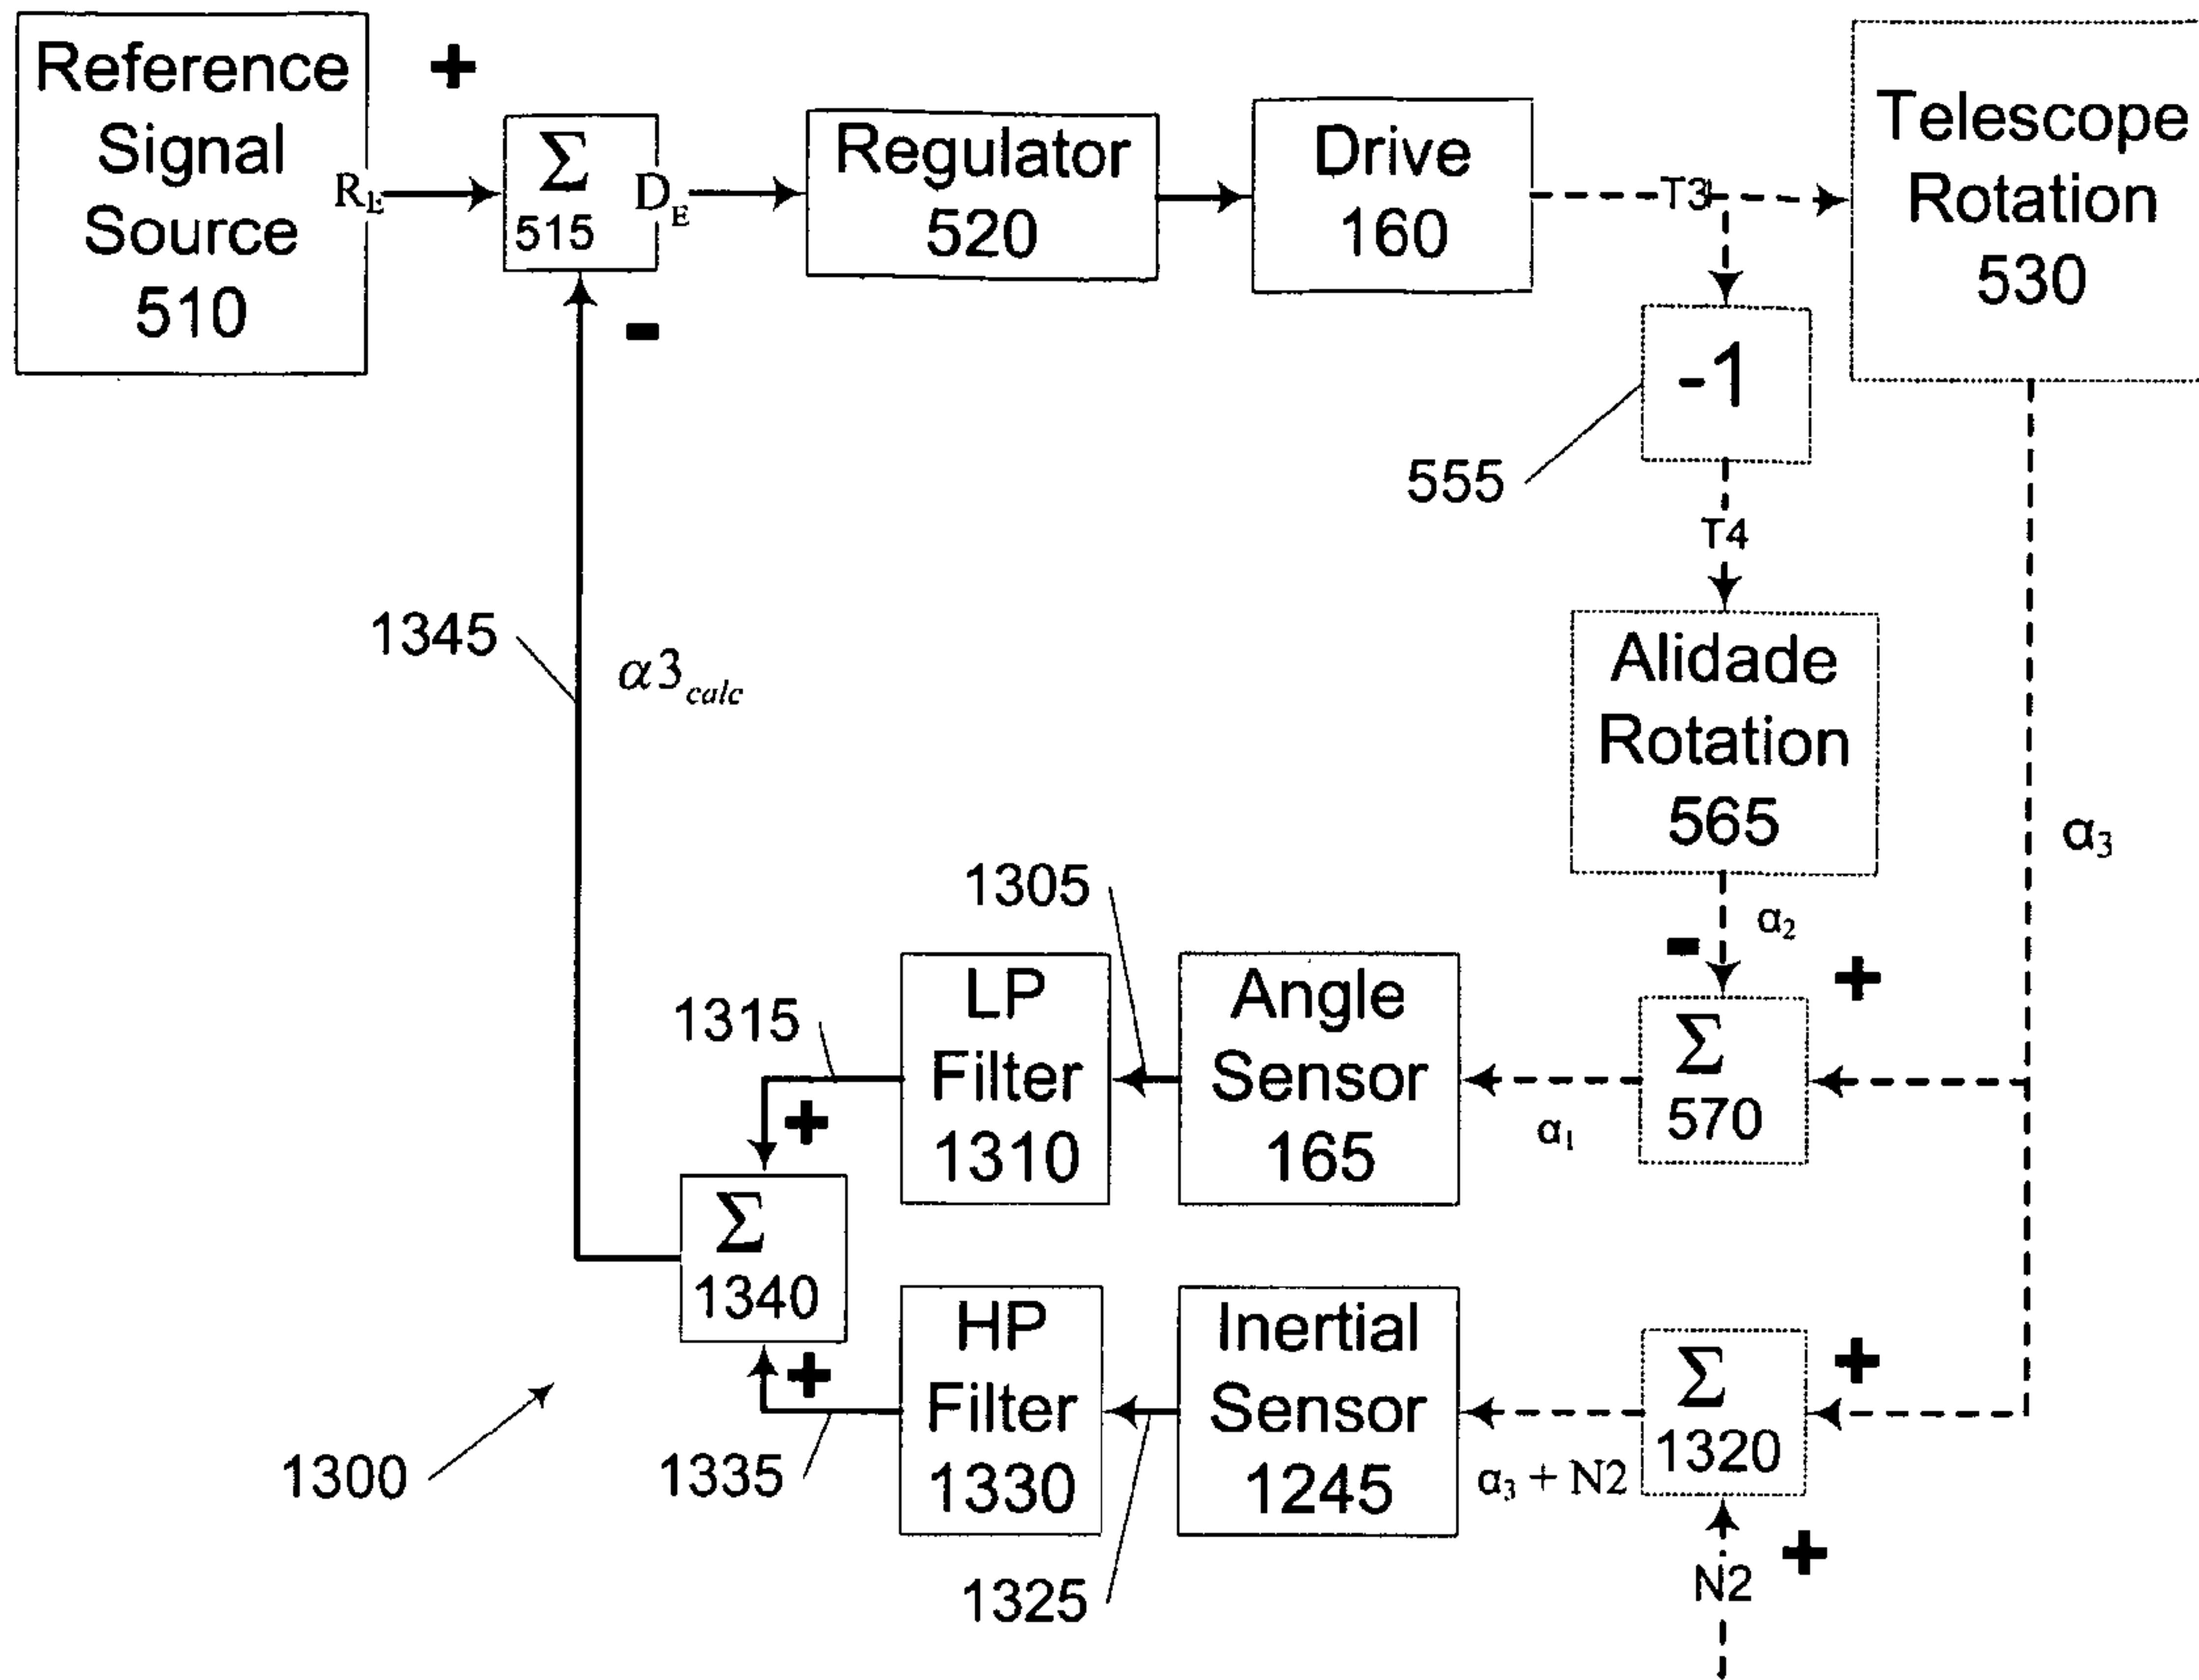 Reference
Signal
Source
510
R_E
+
Σ
515
D_E
-
Regulator
520
Drive
160
T3
Telescope
Rotation
530
-1
555
T4
Alidade
Rotation
565
α₂
α₃
1345
α3_calc
1305
1315
LP
Filter
1310
Angle
Sensor
165
α₁
-
+
Σ
570
+
Σ
1340
+
HP
Filter
1330
Inertial
Sensor
1245
α₃ + N2
+
Σ
1320
+
N2
1300
1335
1325